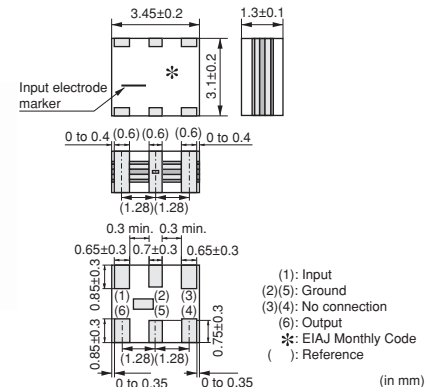 3.45±0.2
1.3±0.1
3.1±0.2
Input electrode
marker
*
0 to 0.4 (0.6) (0.6) (0.6) 0 to 0.4
(1.28)(1.28)
0.3 min. 0.3 min.
0.65±0.3 0.7±0.3 0.65±0.3
0.85±0.3
(1) (2) (3)
(6) (5) (4)
0.85±0.3
0.75±0.3
(1.28)(1.28)
0 to 0.35 0 to 0.35
(1): Input
(2)(5): Ground
(3)(4): No connection
(6): Output
*: EIAJ Monthly Code
( ): Reference
(in mm)